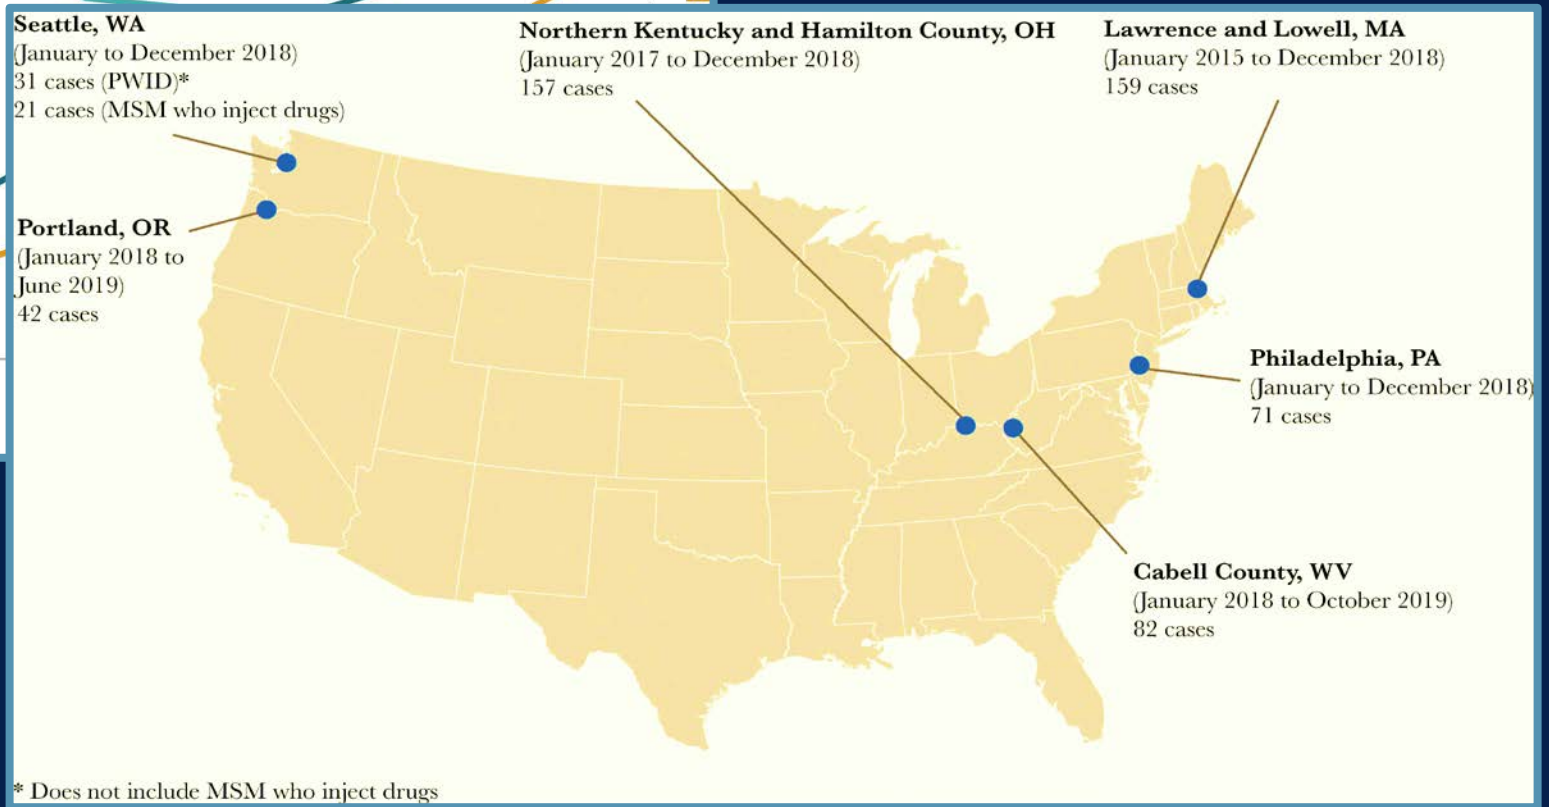 Seattle, WA
(January to December 2018)
31 cases (PWID)*
21 cases (MSM who inject drugs)
Northern Kentucky and Hamilton County, OH
(January 2017 to December 2018)
157 cases
Lawrence and Lowell, MA
(January 2015 to December 2018)
159 cases
Portland, OR
(January 2018 to
June 2019)
42 cases
Philadelphia, PA
(January to December 2018)
71 cases
Cabell County, WV
(January 2018 to October 2019)
82 cases
* Does not include MSM who inject drugs